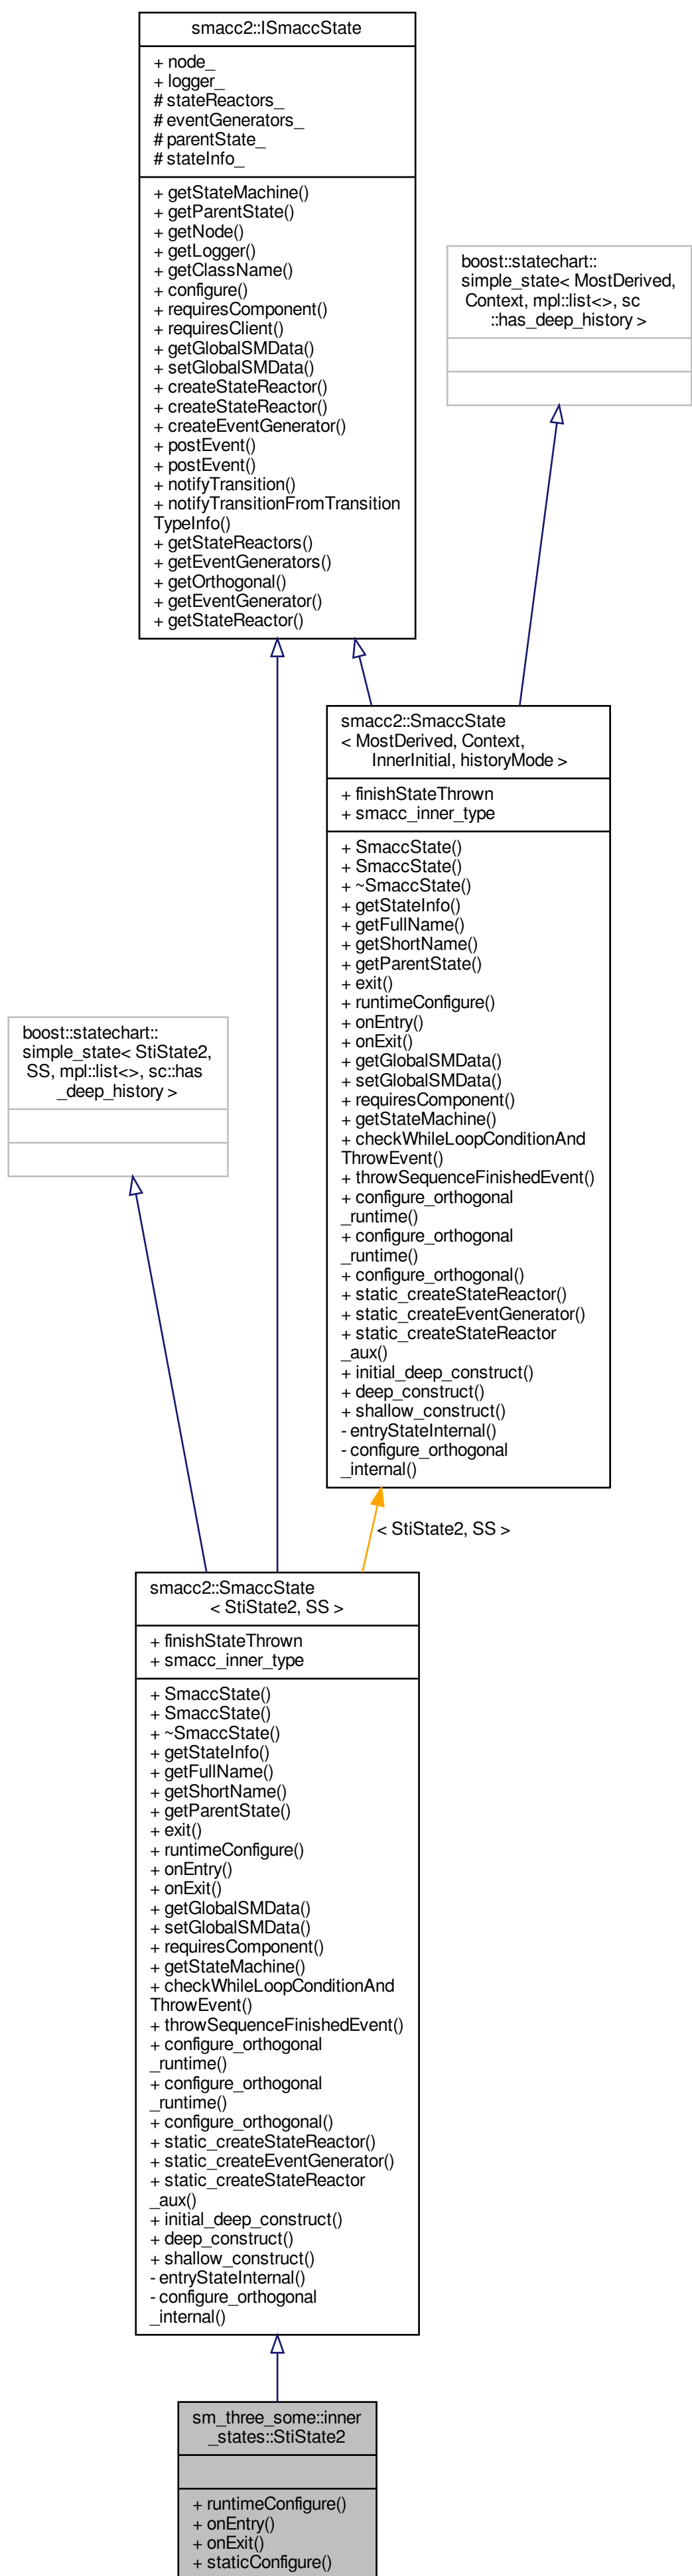 smacc2::ISmaccState
+ node_
+ logger_
# stateReactors_
# eventGenerators_
# parentState_
# stateInfo_
+ getStateMachine()
+ getParentState()
+ getNode()
+ getLogger()
+ getClassName()
+ configure()
+ requiresComponent()
+ requiresClient()
+ getGlobalSMData()
+ setGlobalSMData()
+ createStateReactor()
+ createStateReactor()
+ createEventGenerator()
+ postEvent()
+ postEvent()
+ notifyTransition()
+ notifyTransitionFromTransition
TypeInfo()
+ getStateReactors()
+ getEventGenerators()
+ getOrthogonal()
+ getEventGenerator()
+ getStateReactor()
boost::statechart::
simple_state< MostDerived,
Context, mpl::list<>, sc
::has_deep_history >
smacc2::SmaccState
< MostDerived, Context,
InnerInitial, historyMode >
+ finishStateThrown
+ smacc_inner_type
+ SmaccState()
+ SmaccState()
+ ~SmaccState()
+ getStateInfo()
+ getFullName()
+ getShortName()
+ getParentState()
+ exit()
+ runtimeConfigure()
+ onEntry()
+ onExit()
+ getGlobalSMData()
+ setGlobalSMData()
+ requiresComponent()
+ getStateMachine()
+ checkWhileLoopConditionAnd
ThrowEvent()
+ throwSequenceFinishedEvent()
+ configure_orthogonal
_runtime()
+ configure_orthogonal
_runtime()
+ configure_orthogonal()
+ static_createStateReactor()
+ static_createEventGenerator()
+ static_createStateReactor
_aux()
+ initial_deep_construct()
+ deep_construct()
+ shallow_construct()
- entryStateInternal()
- configure_orthogonal
_internal()
boost::statechart::
simple_state< StiState2,
SS, mpl::list<>, sc::has
_deep_history >
< StiState2, SS >
smacc2::SmaccState
< StiState2, SS >
+ finishStateThrown
+ smacc_inner_type
+ SmaccState()
+ SmaccState()
+ ~SmaccState()
+ getStateInfo()
+ getFullName()
+ getShortName()
+ getParentState()
+ exit()
+ runtimeConfigure()
+ onEntry()
+ onExit()
+ getGlobalSMData()
+ setGlobalSMData()
+ requiresComponent()
+ getStateMachine()
+ checkWhileLoopConditionAnd
ThrowEvent()
+ throwSequenceFinishedEvent()
+ configure_orthogonal
_runtime()
+ configure_orthogonal
_runtime()
+ configure_orthogonal()
+ static_createStateReactor()
+ static_createEventGenerator()
+ static_createStateReactor
_aux()
+ initial_deep_construct()
+ deep_construct()
+ shallow_construct()
- entryStateInternal()
- configure_orthogonal
_internal()
sm_three_some::inner
_states::StiState2
+ runtimeConfigure()
+ onEntry()
+ onExit()
+ staticConfigure()